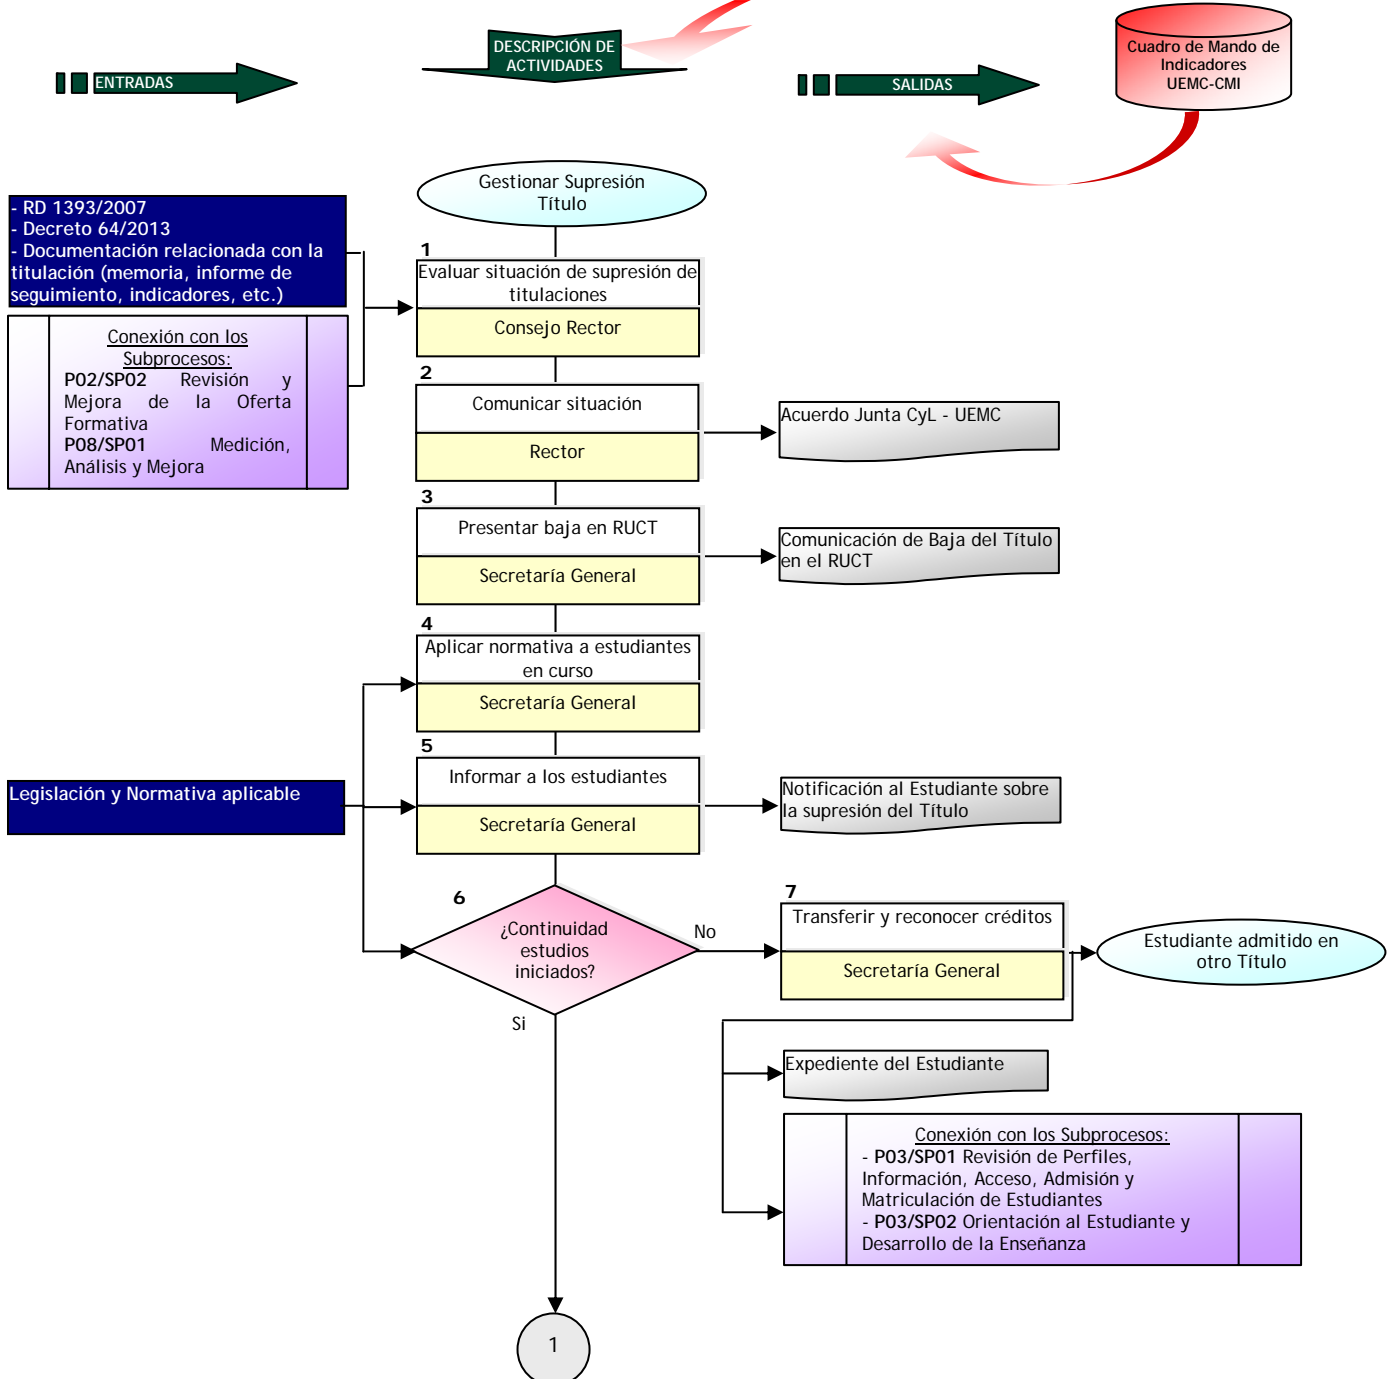 ENTRADAS
DESCRIPCIÓN DE
ACTIVIDADES
SALIDAS
Cuadro de Mando de
Indicadores
UEMC-CMI
Gestionar Supresión
Título
- RD 1393/2007
- Decreto 64/2013
- Documentación relacionada con la
titulación (memoria, informe de
seguimiento, indicadores, etc.)
Conexión con los
Subprocesos:
P02/SP02 Revisión y
Mejora de la Oferta
Formativa
P08/SP01 Medición,
Análisis y Mejora
1
Evaluar situación de supresión de
titulaciones
Consejo Rector
2
Comunicar situación
Rector
Acuerdo Junta CyL - UEMC
3
Presentar baja en RUCT
Secretaría General
Comunicación de Baja del Título
en el RUCT
4
Aplicar normativa a estudiantes
en curso
Secretaría General
5
Informar a los estudiantes
Secretaría General
Legislación y Normativa aplicable
Notificación al Estudiante sobre
la supresión del Título
6
¿Continuidad
estudios
iniciados?
No
Si
7
Transferir y reconocer créditos
Secretaría General
Estudiante admitido en
otro Título
Expediente del Estudiante
Conexión con los Subprocesos:
- P03/SP01 Revisión de Perfiles,
Información, Acceso, Admisión y
Matriculación de Estudiantes
- P03/SP02 Orientación al Estudiante y
Desarrollo de la Enseñanza
1